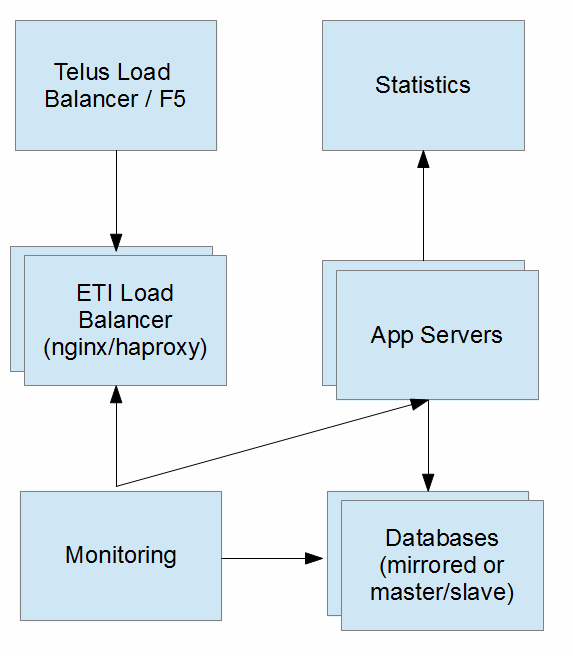 Telus Load
Balancer / F5
Statistics
ETI Load
Balancer
(nginx/haproxy)
App Servers
Monitoring
Databases
(mirrored or
master/slave)